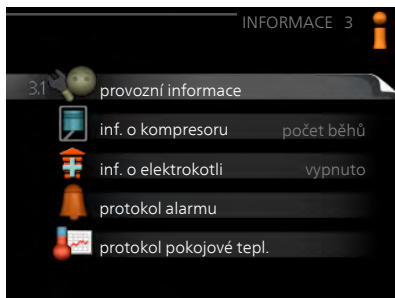 INFORMACE 3
3.1 provozní informace
inf. o kompresoru počet běhů
inf. o elektrokotli vypnuto
protokol alarmu
protokol pokojové tepl.